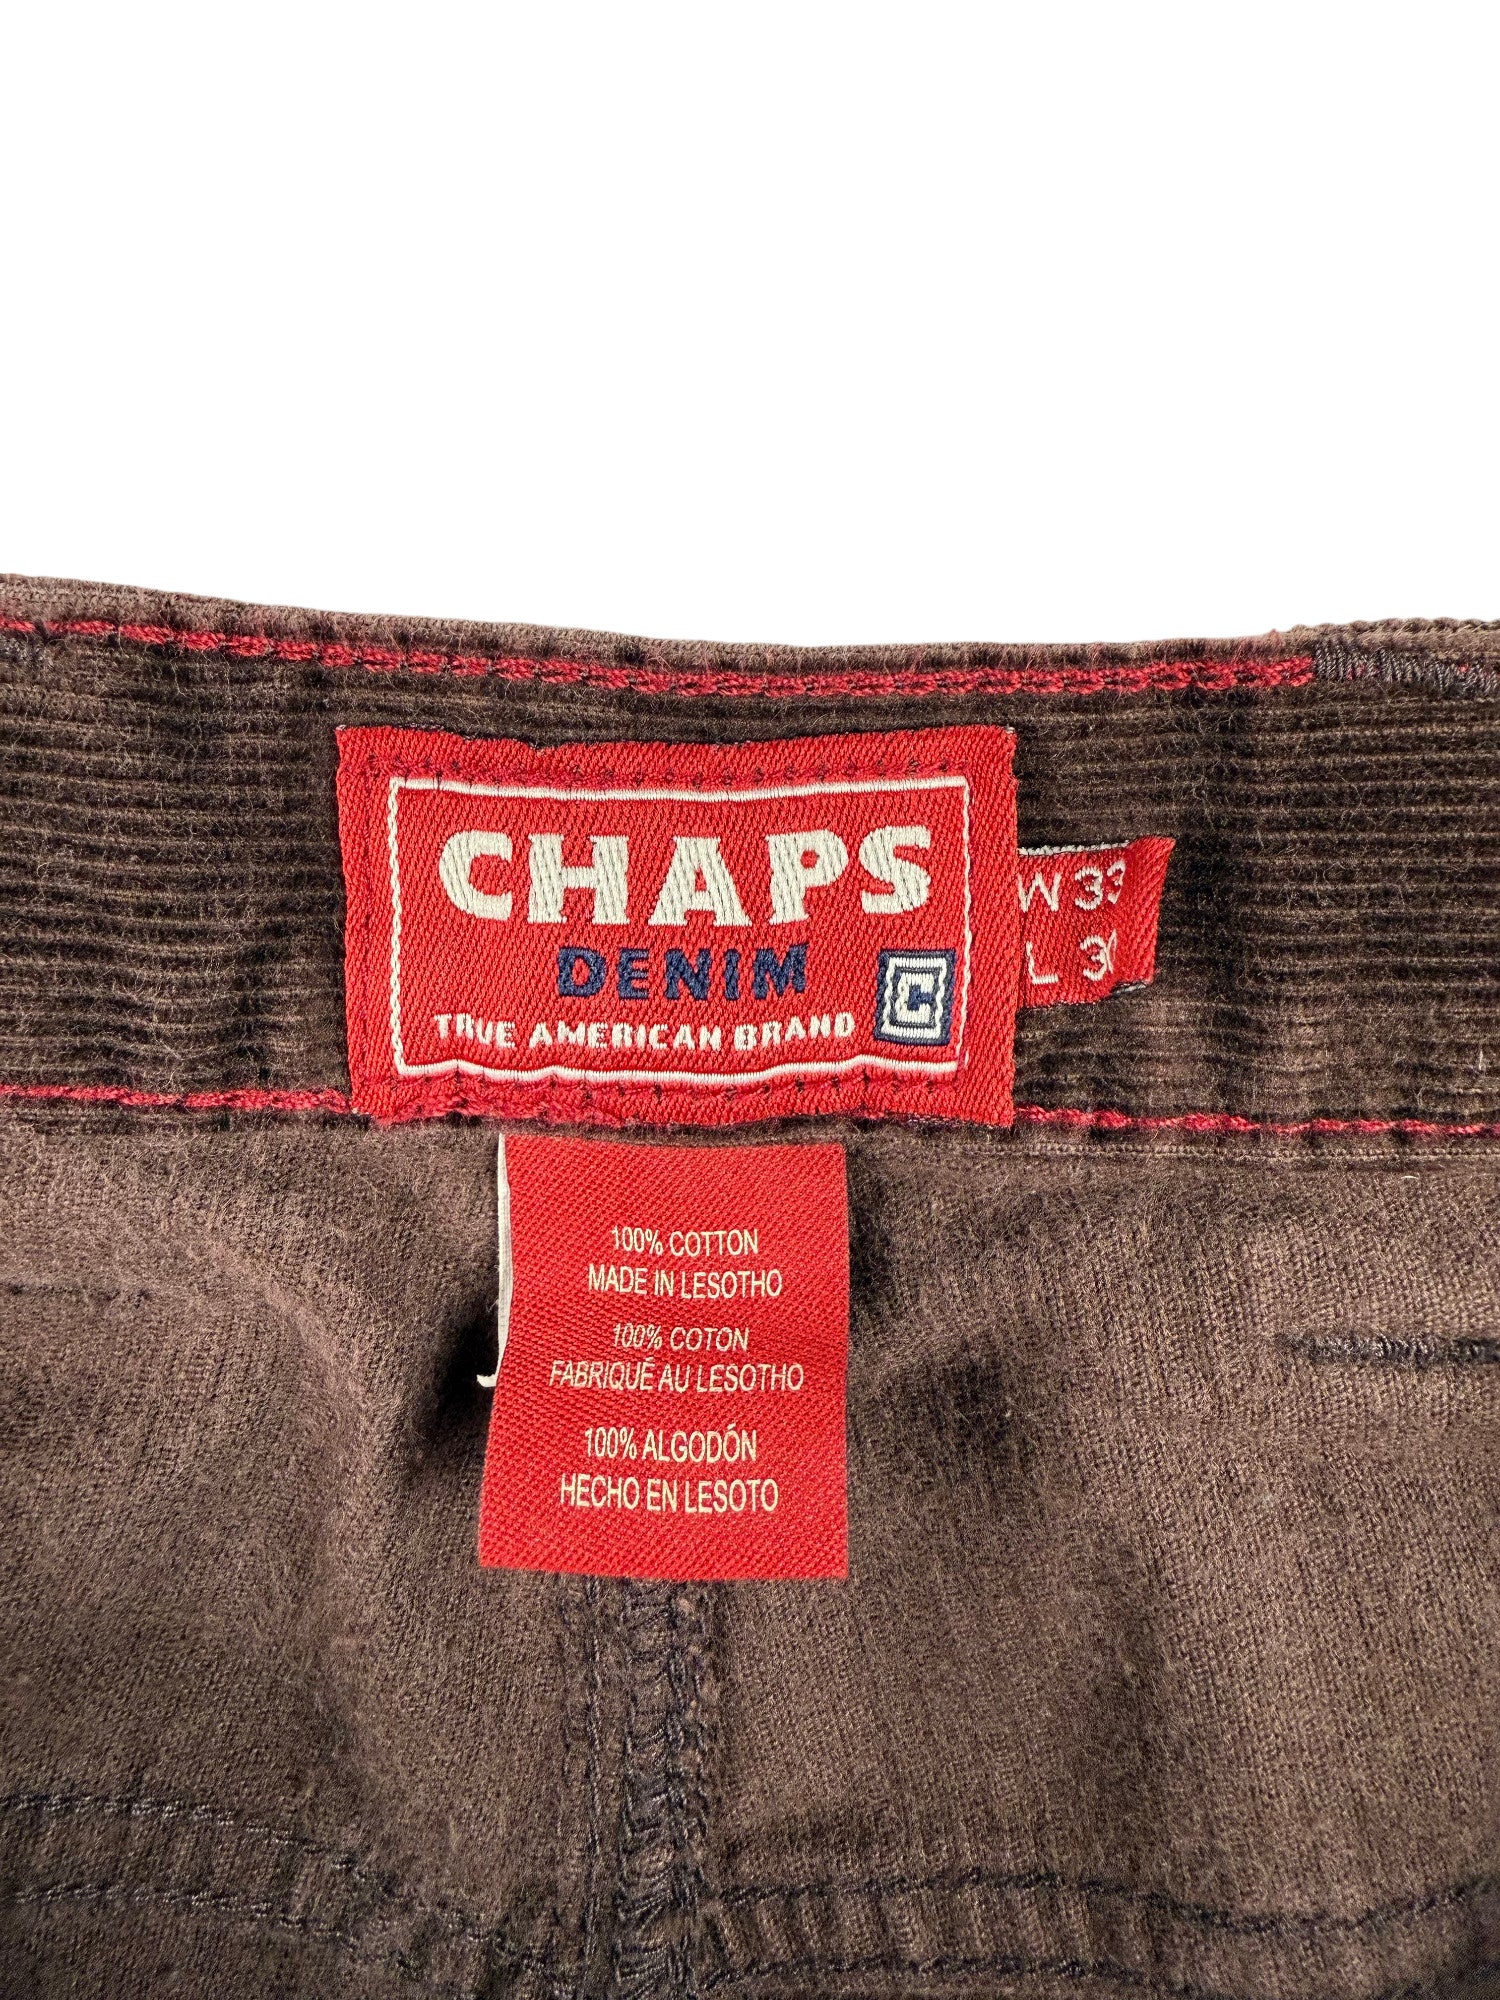 CHAPS
DENIM
C
TRUE AMERICAN BRAND
W 33
L 30
100% COTTON
MADE IN LESOTHO
100% COTON
FABRIQUÉ AU LESOTHO
100% ALGODÓN
HECHO EN LESOTO